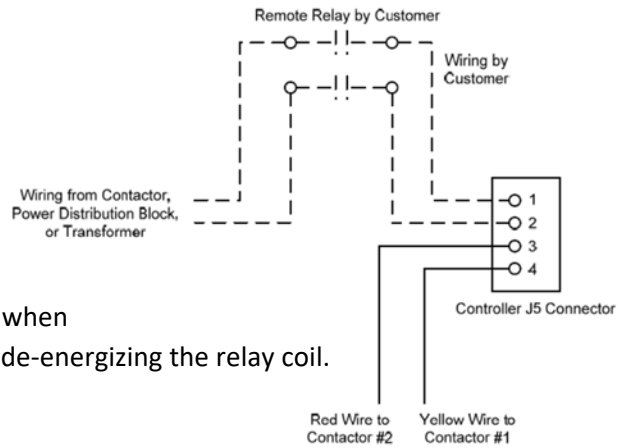 Remote Relay by Customer
Wiring by
Customer
Wiring from Contactor,
Power Distribution Block,
or Transformer
1
2
3
4
Controller J5 Connector
when
de-energizing the relay coil.
Red Wire to
Contactor #2
Yellow Wire to
Contactor #1